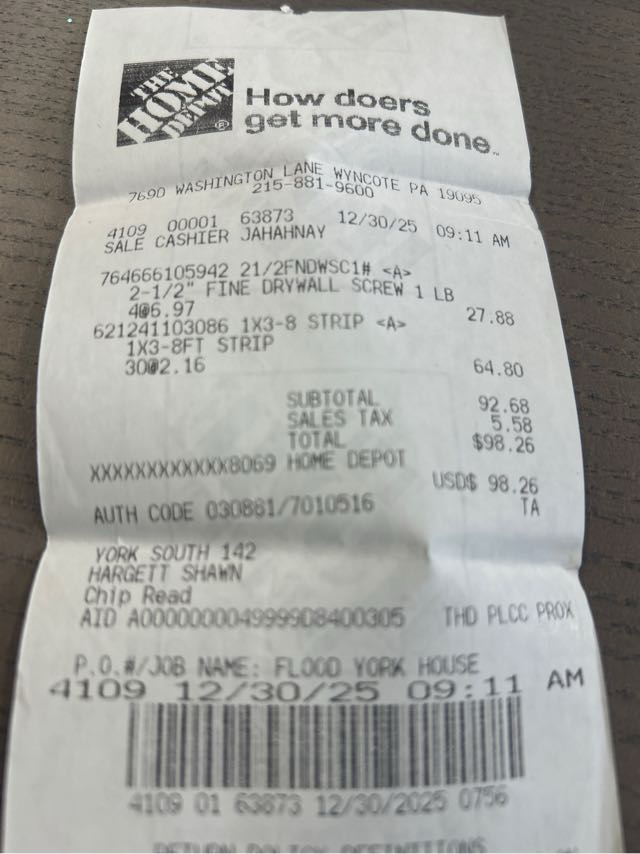 THE
HOME
DEPOT
How doers
get more done.
7690 WASHINGTON LANE WYNCOTE PA 19095
215-881-9600
4109 00001 63873 12/30/25 09:11 AM
SALE CASHIER JAHAHNAY
764666105942 21/2FNDWSC1# <A>
2-1/2" FINE DRYWALL SCREW 1 LB
4@6.97 27.88
621241103086 1X3-8 STRIP <A>
1X3-8FT STRIP
30@2.16 64.80
SUBTOTAL 92.68
SALES TAX 5.58
TOTAL $98.26
XXXXXXXXXXXX8069 HOME DEPOT
USD$ 98.26
AUTH CODE 030881/7010516 TA
YORK SOUTH 142
HARGETT SHAWN
Chip Read
AID A0000000049999D8400305 THD PLCC PROX
P.O.#/JOB NAME: FLOOD YORK HOUSE
4109 12/30/25 09:11 AM
4109 01 63873 12/30/2025 0756
RETURN POLICY DEFINITIONS